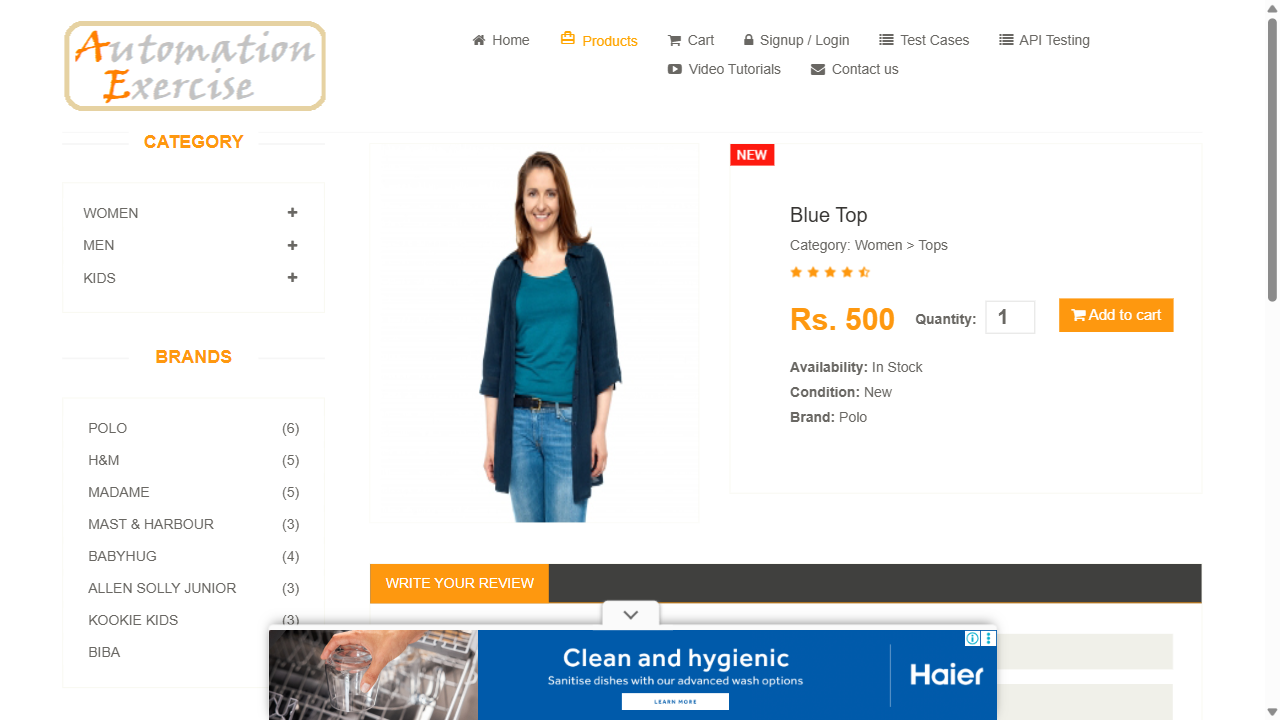 Automation
Exercise
Home
Products
Cart
Signup / Login
Test Cases
API Testing
Video Tutorials
Contact us
CATEGORY
WOMEN
MEN
KIDS
BRANDS
POLO (6)
H&M (5)
MADAME (5)
MAST & HARBOUR (3)
BABYHUG (4)
ALLEN SOLLY JUNIOR (3)
KOOKIE KIDS (3)
BIBA
NEW
Blue Top
Category: Women > Tops
Rs. 500 Quantity: 1 Add to cart
Availability: In Stock
Condition: New
Brand: Polo
WRITE YOUR REVIEW
Clean and hygienic
Sanitise dishes with our advanced wash options
LEARN MORE
Haier